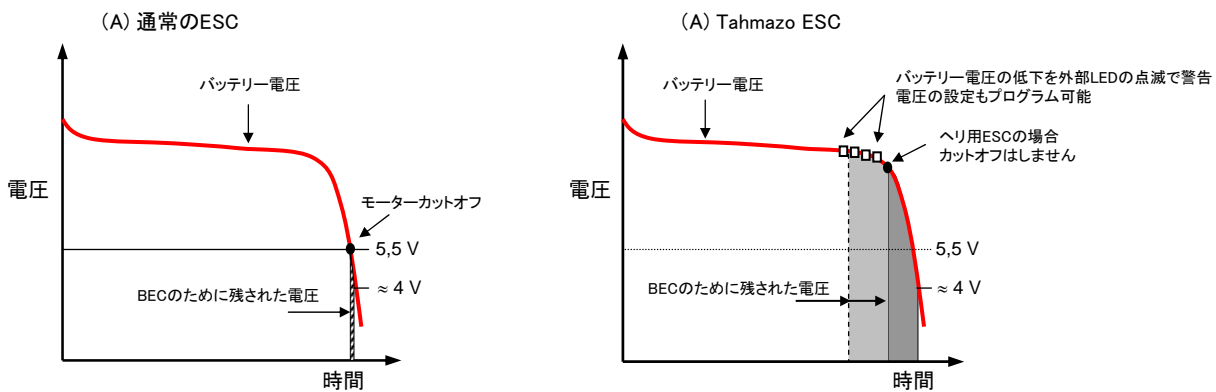 (A) 通常のESC
バッテリー電圧
電圧
モーターカットオフ
5,5 V
≈ 4 V
BECのために残された電圧
時間
(A) Tahmazo ESC
バッテリー電圧の低下を外部LEDの点滅で警告
電圧の設定もプログラム可能
バッテリー電圧
ヘリ用ESCの場合
カットオフはしません
電圧
5,5 V
≈ 4 V
BECのために残された電圧
時間